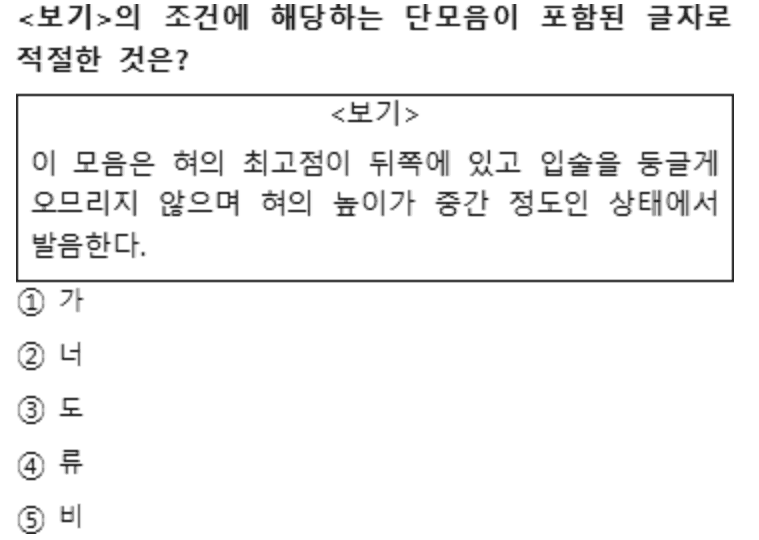 <보기>의 조건에 해당하는 단모음이 포함된 글자로
적절한 것은?
<보기>
이 모음은 혀의 최고점이 뒤쪽에 있고 입술을 둥글게
오므리지 않으며 혀의 높이가 중간 정도인 상태에서
발음한다.
① 가
② 너
③ 도
④ 류
⑤ 비